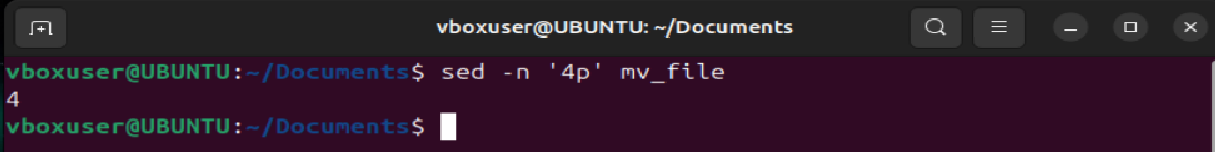 vboxuser@UBUNTU: ~/Documents
vboxuser@UBUNTU:~/Documents$ sed -n '4p' mv_file
4
vboxuser@UBUNTU:~/Documents$